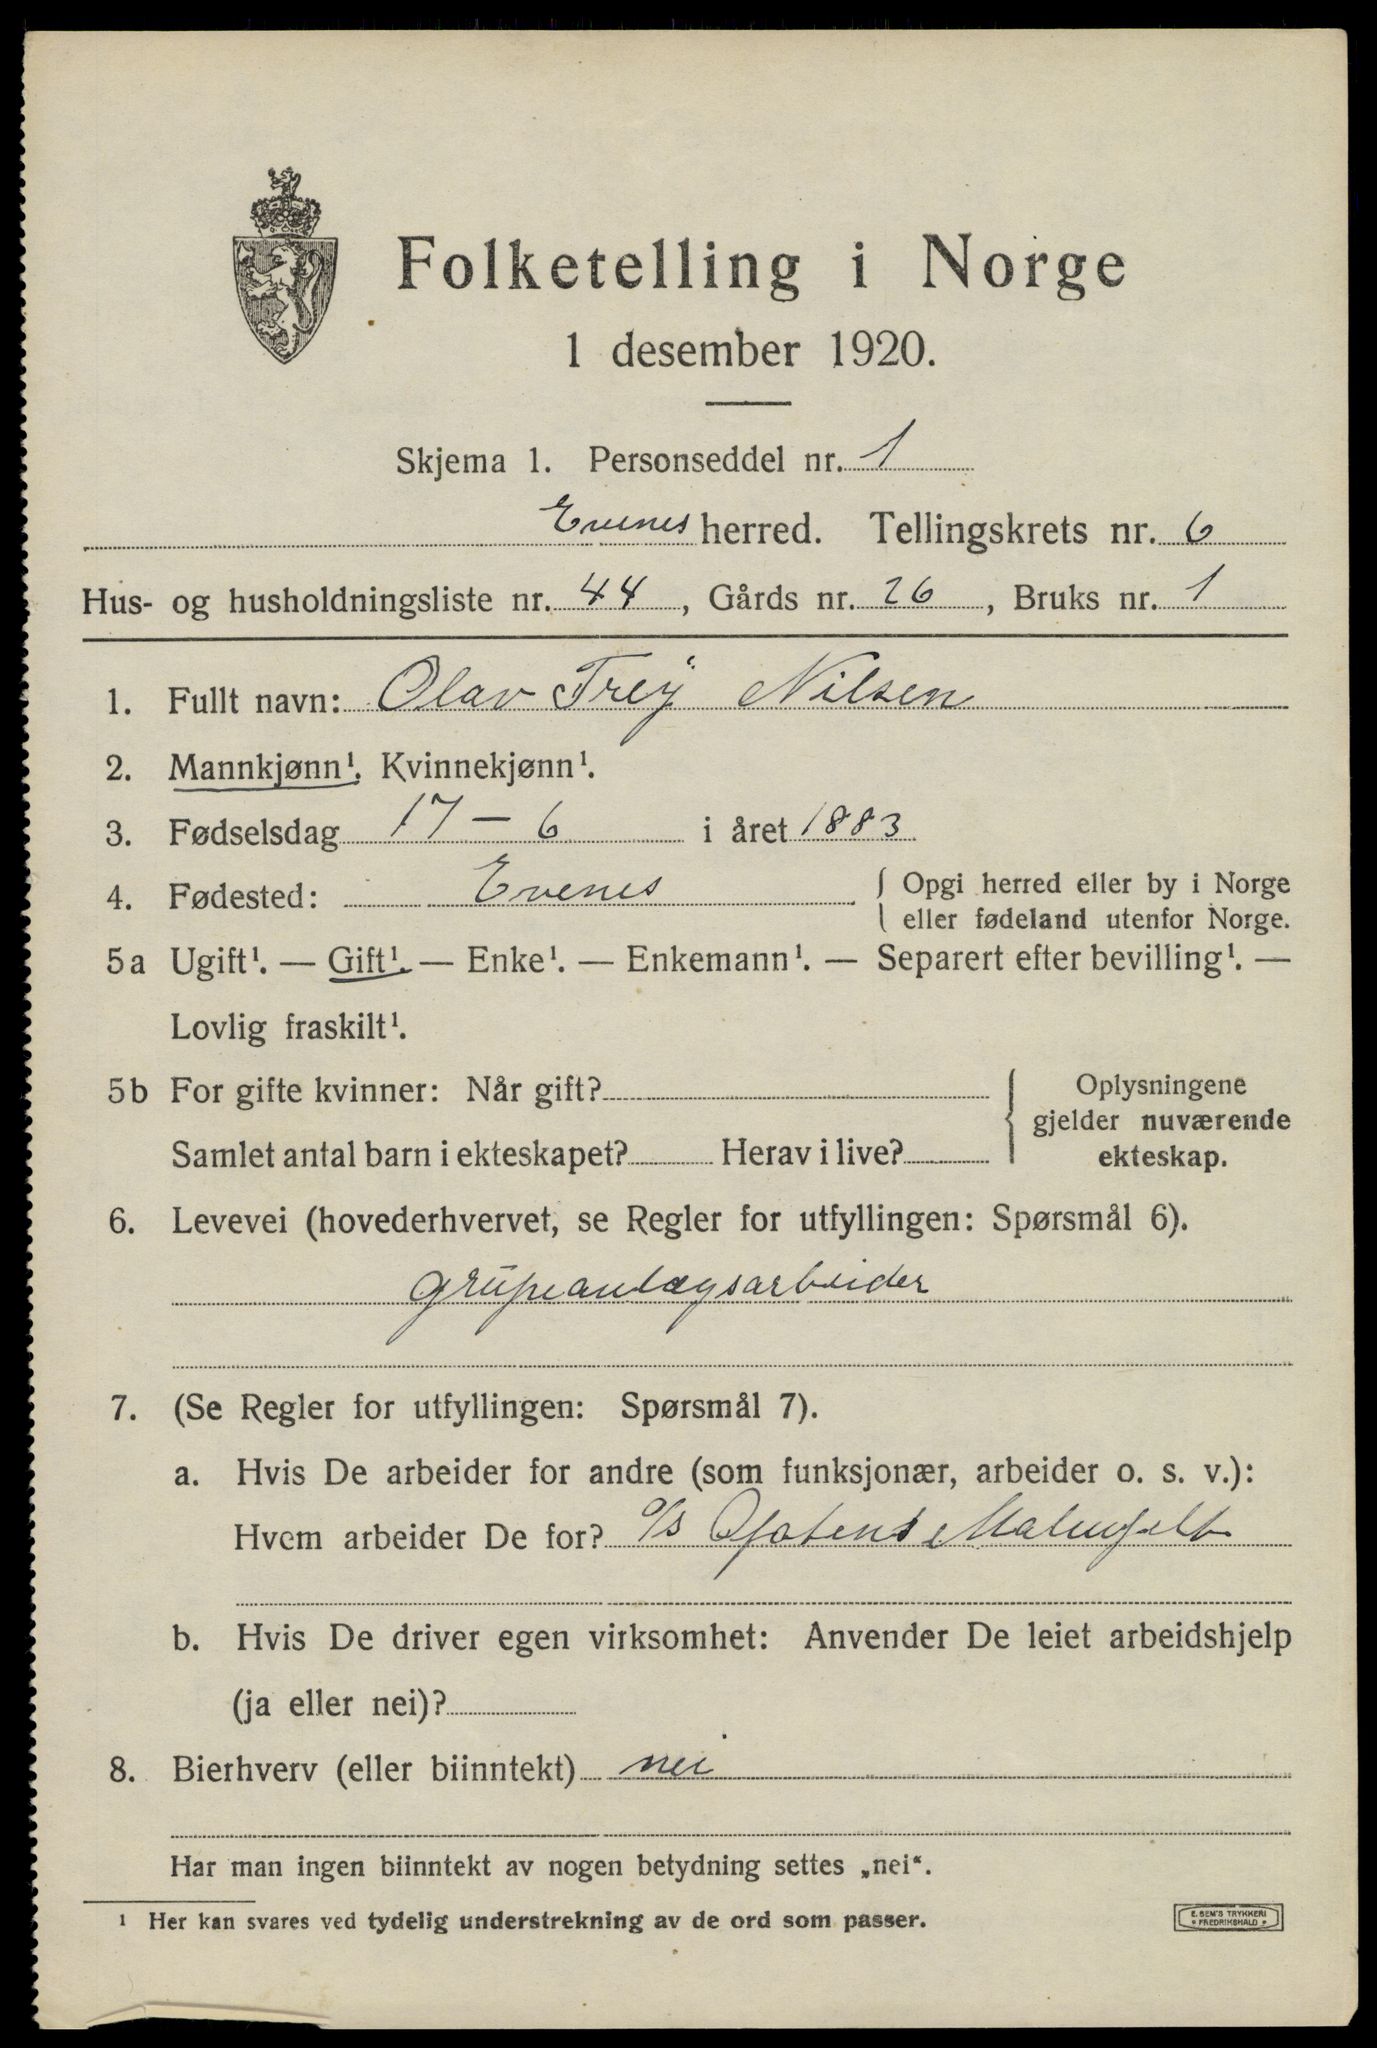 Folketelling i Norge
1 desember 1920.
Skjema 1. Personseddel nr. 1
Evenes herred. Tellingskrets nr. 6
Hus- og husholdningsliste nr. 44, Gårds nr. 26, Bruks nr. 1
1. Fullt navn: Olav Frey Nilsen
2. Mannkjønn¹. Kvinnekjønn¹.
3. Fødselsdag 17 – 6 i året 1883
4. Fødested: Evenes { Opgi herred eller by i Norge
eller fødeland utenfor Norge.
5a Ugift¹. — Gift¹. — Enke¹. — Enkemann¹. — Separert efter bevilling¹. —
Lovlig fraskilt¹.
5b For gifte kvinner: Når gift?
Samlet antal barn i ekteskapet? Herav i live?
Oplysningene
gjelder nuværende
ekteskap.
6. Levevei (hovederhvervet, se Regler for utfyllingen: Spørsmål 6).
grupeanlægsarbeider
7. (Se Regler for utfyllingen: Spørsmål 7).
a. Hvis De arbeider for andre (som funksjonær, arbeider o. s. v.):
Hvem arbeider De for? a/s Ofotens Malmfelt
b. Hvis De driver egen virksomhet: Anvender De leiet arbeidshjelp
(ja eller nei)?
8. Bierhverv (eller biinntekt) nei
Har man ingen biinntekt av nogen betydning settes „nei“.
¹ Her kan svares ved tydelig understrekning av de ord som passer.
E. SEM'S TRYKKERI
• FREDRIKSHALD •